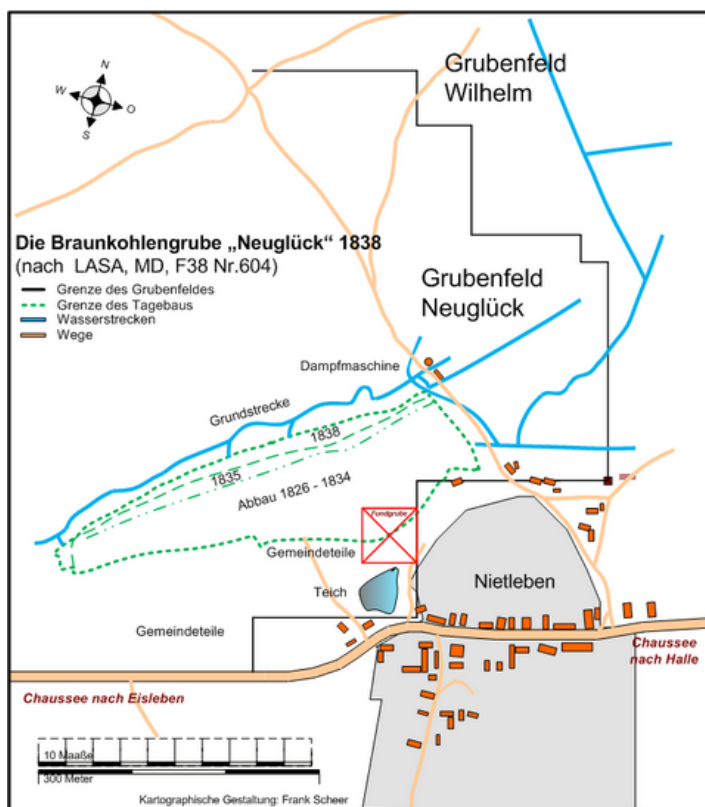 N
W
O
S
Grubenfeld
Wilhelm
Die Braunkohlengrube „Neuglück“ 1838
(nach LASA, MD, F38 Nr.604)
Grenze des Grubenfeldes
Grenze des Tagebaus
Wasserstrecken
Wege
Grubenfeld
Neuglück
Dampfmaschine
Grundstrecke
1838
1835
Abbau 1826 - 1834
Fundgrube
Gemeindeteile
Teich
Nietleben
Gemeindeteile
Chaussee
nach Halle
Chaussee nach Eisleben
10 Maaße
300 Meter
Kartographische Gestaltung: Frank Scheer